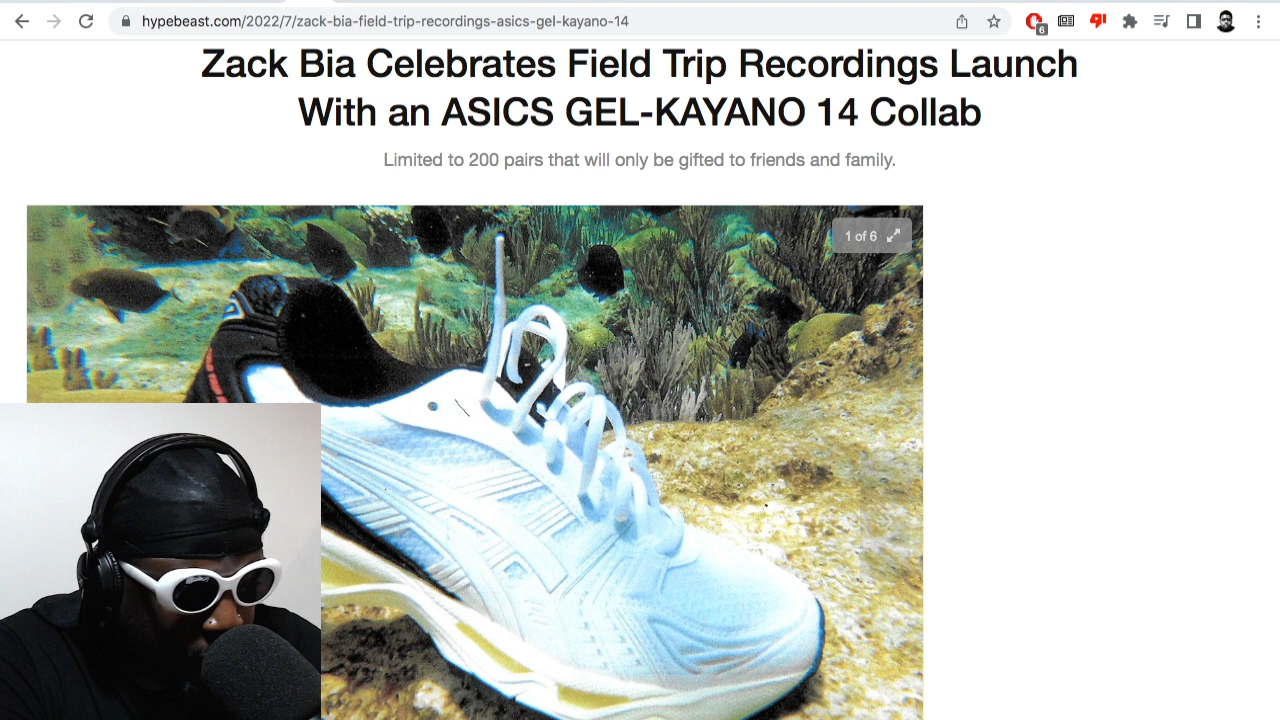 hypebeast.com/2022/7/zack-bia-field-trip-recordings-asics-gel-kayano-14
6
Zack Bia Celebrates Field Trip Recordings Launch
With an ASICS GEL-KAYANO 14 Collab
Limited to 200 pairs that will only be gifted to friends and family.
1 of 6